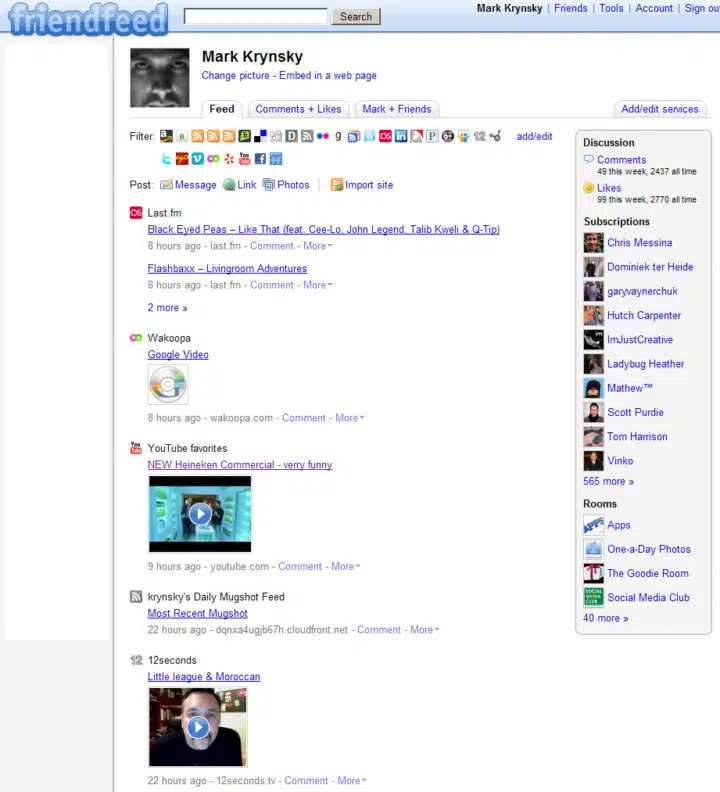 friendfeed
Search
Mark Krynsky | Friends | Tools | Account | Sign ou
Mark Krynsky
Change picture - Embed in a web page
Feed Comments + Likes Mark + Friends Add/edit services
Filter: add/edit
Post: Message Link Photos | Import site
Last.fm
Black Eyed Peas – Like That (feat. Cee-Lo, John Legend, Talib Kweli & Q-Tip)
8 hours ago - last.fm - Comment - More
Flashbaxx – Livingroom Adventures
8 hours ago - last.fm - Comment - More
2 more »
Wakoopa
Google Video
8 hours ago - wakoopa.com - Comment - More
YouTube favorites
NEW Heineken Commercial - verry funny
9 hours ago - youtube.com - Comment - More
krynsky's Daily Mugshot Feed
Most Recent Mugshot
22 hours ago - dqnxa4ugjb67h.cloudfront.net - Comment - More
12 12seconds
Little league & Moroccan
22 hours ago - 12seconds.tv - Comment - More
Discussion
Comments
49 this week, 2437 all time
Likes
99 this week, 2770 all time
Subscriptions
Chris Messina
Dominiek ter Heide
garyvaynerchuk
Hutch Carpenter
ImJustCreative
Ladybug Heather
Mathew™
Scott Purdie
Tom Harrison
Vinko
565 more »
Rooms
Apps
One-a-Day Photos
The Goodie Room
Social Media Club
40 more »